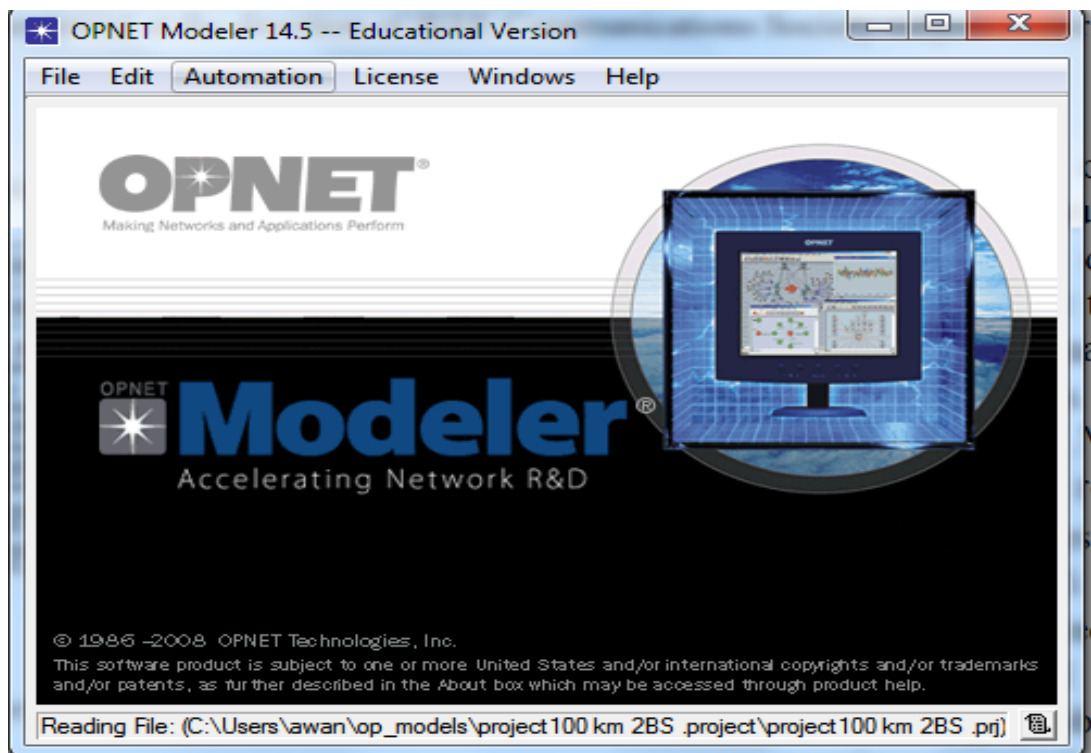 OPNET Modeler 14.5 -- Educational Version
File Edit Automation License Windows Help
OPNET®
Making Networks and Applications Perform
OPNET
OPNET
Modeler®
Accelerating Network R&D
© 1986-2008 OPNET Technologies, Inc.
This software product is subject to one or more United States and/or international copyrights and/or trademarks
and/or patents, as further described in the About box which may be accessed through product help.
Reading File: (C:\Users\awan\op_models\project100 km 2BS .project\project100 km 2BS .prj)